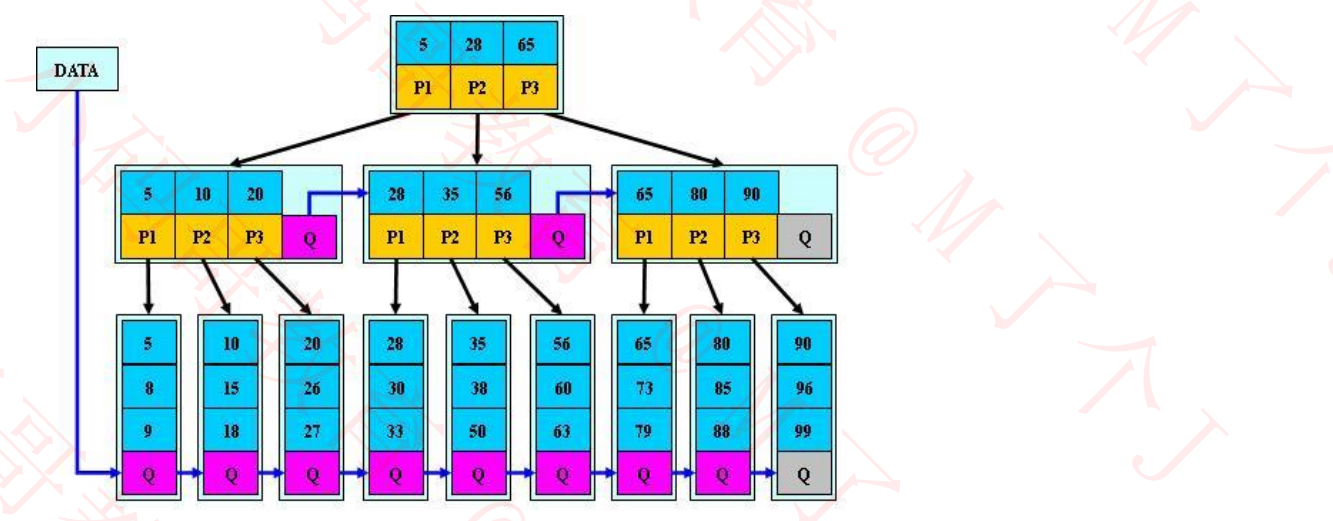 5 28 65
DATA
P1 P2 P3
5 10 20 28 35 56 65 80 90
P1 P2 P3 Q P1 P2 P3 Q P1 P2 P3 Q
5 10 20 28 35 56 65 80 90
8 15 26 30 38 60 73 85 96
9 18 27 33 50 63 79 88 99
Q Q Q Q Q Q Q Q Q